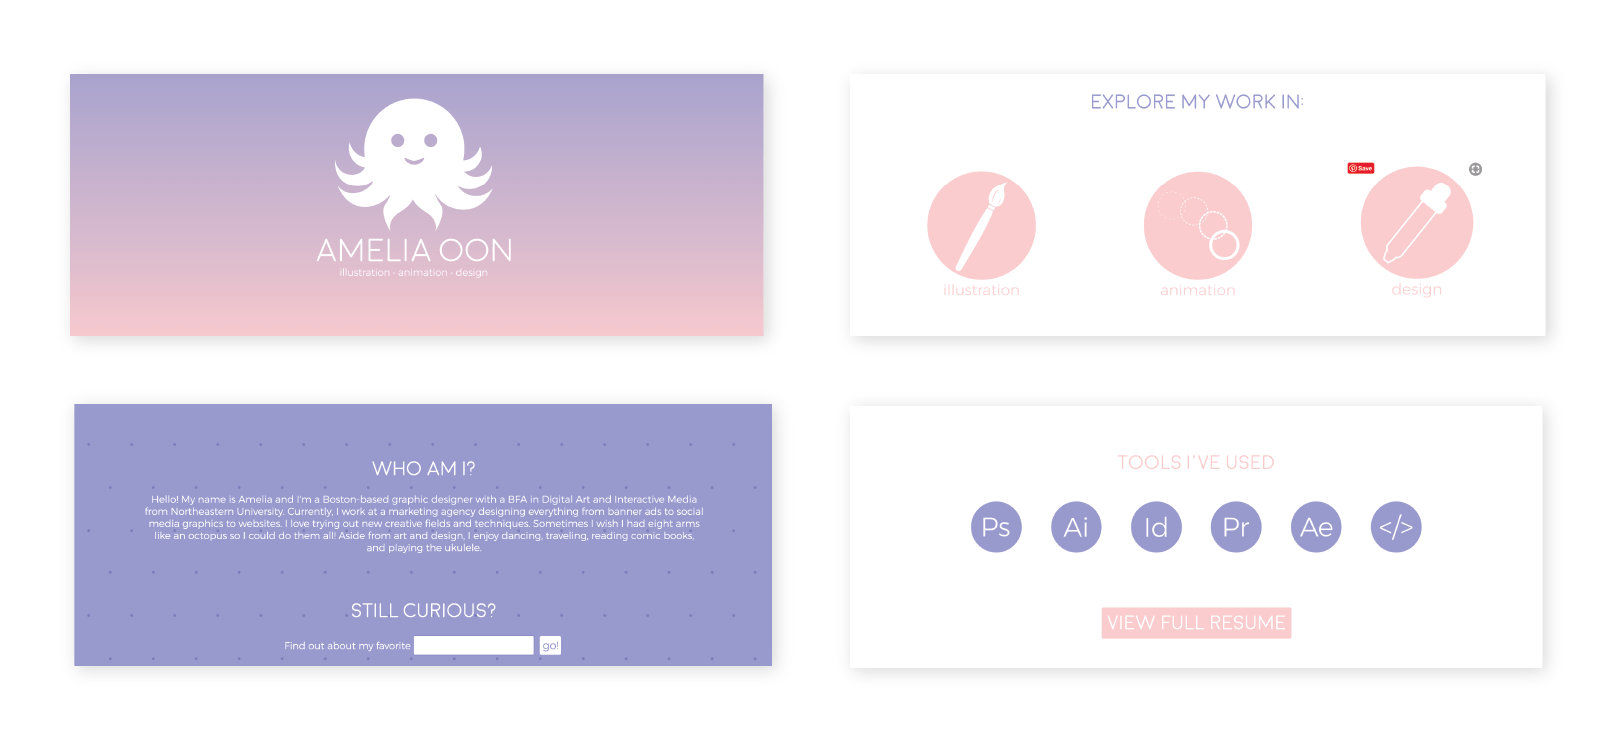 AMELIA OON
illustration · animation · design
EXPLORE MY WORK IN:
Save
illustration
animation
design
WHO AM I?
Hello! My name is Amelia and I'm a Boston-based graphic designer with a BFA in Digital Art and Interactive Media
from Northeastern University. Currently, I work at a marketing agency designing everything from banner ads to social
media graphics to websites. I love trying out new creative fields and techniques. Sometimes I wish I had eight arms
like an octopus so I could do them all! Aside from art and design, I enjoy dancing, traveling, reading comic books,
and playing the ukulele.
STILL CURIOUS?
Find out about my favorite go!
TOOLS I'VE USED
Ps Ai Id Pr Ae </>
VIEW FULL RESUME